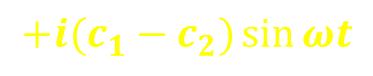 +i(c₁ − c₂) sin ωt